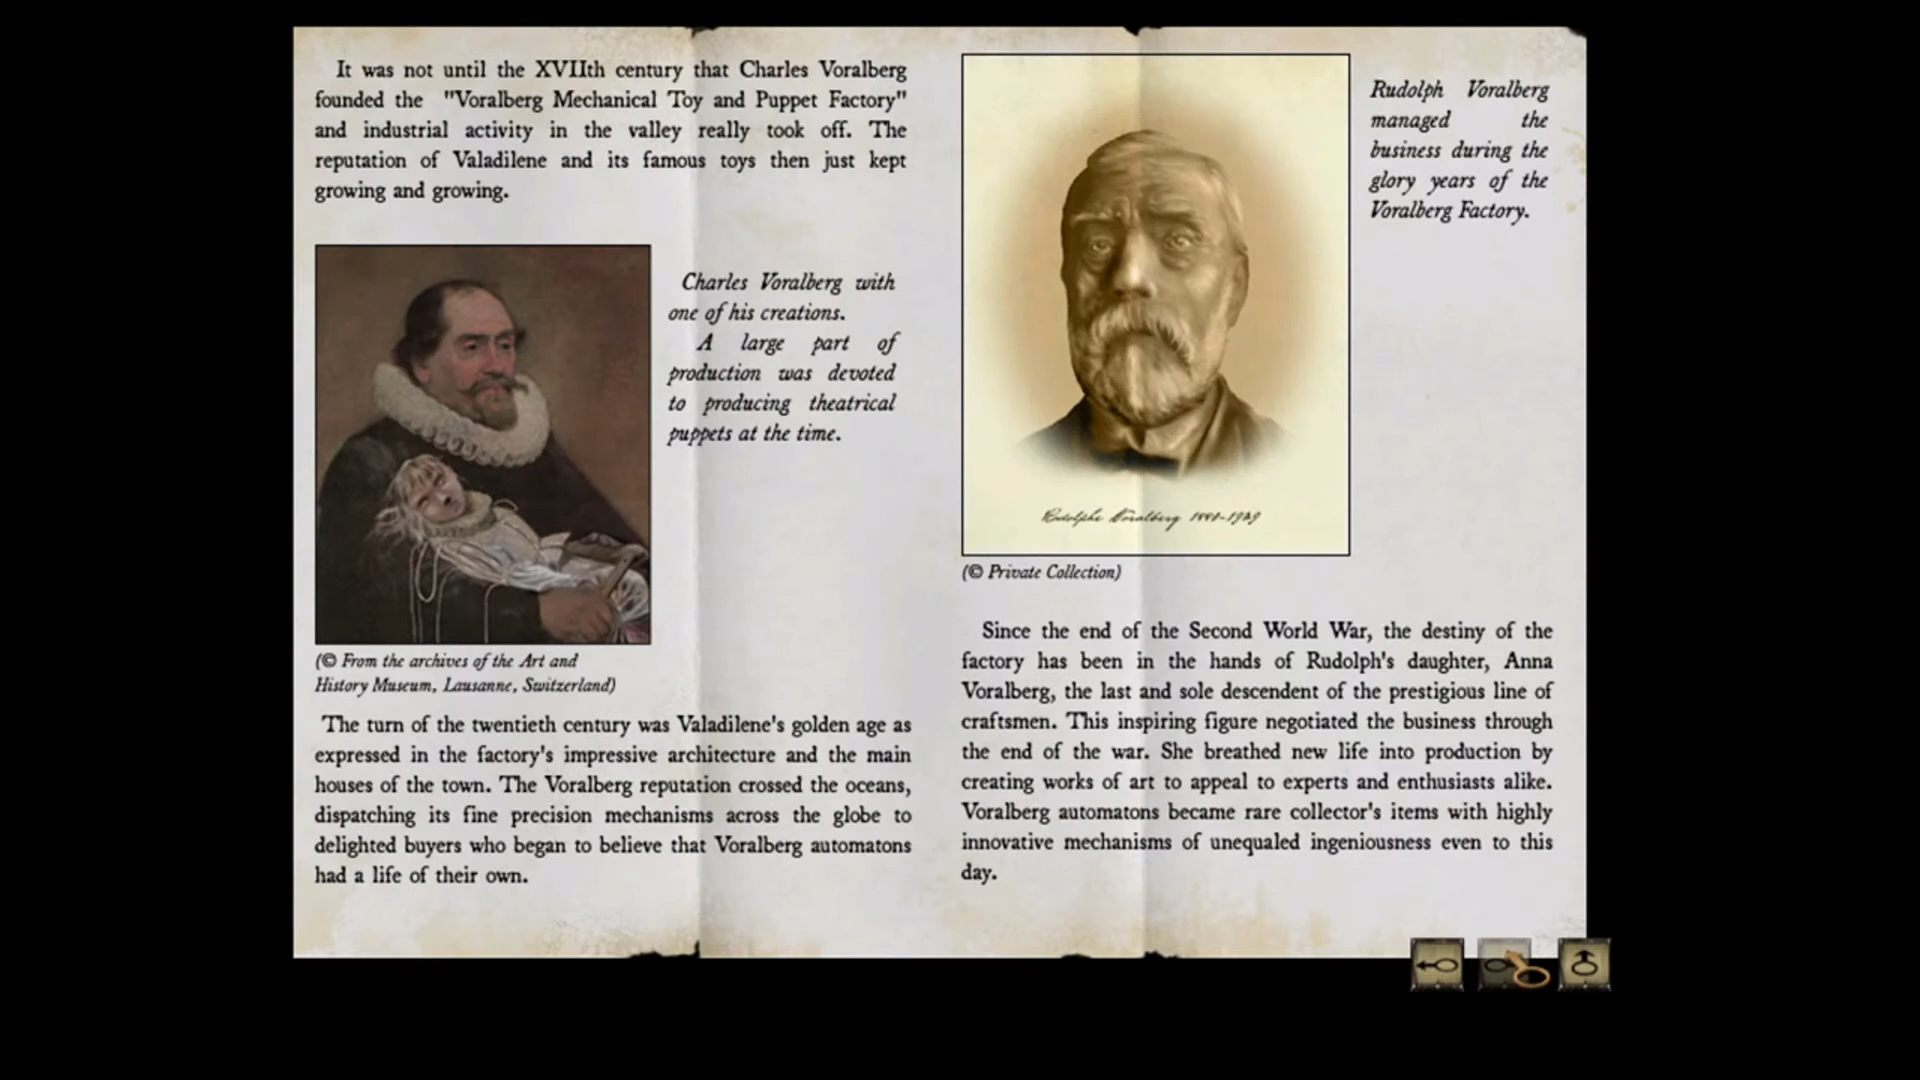 It was not until the XVIIth century that Charles Voralberg
founded the "Voralberg Mechanical Toy and Puppet Factory"
and industrial activity in the valley really took off. The
reputation of Valadilene and its famous toys then just kept
growing and growing.
Charles Voralberg with
one of his creations.
A large part of
production was devoted
to producing theatrical
puppets at the time.
(© From the archives of the Art and
History Museum, Lausanne, Switzerland)
The turn of the twentieth century was Valadilene's golden age as
expressed in the factory's impressive architecture and the main
houses of the town. The Voralberg reputation crossed the oceans,
dispatching its fine precision mechanisms across the globe to
delighted buyers who began to believe that Voralberg automatons
had a life of their own.
Rudolph Voralberg
managed the
business during the
glory years of the
Voralberg Factory.
Rodolphe Voralberg
(© Private Collection)
Since the end of the Second World War, the destiny of the
factory has been in the hands of Rudolph's daughter, Anna
Voralberg, the last and sole descendent of the prestigious line of
craftsmen. This inspiring figure negotiated the business through
the end of the war. She breathed new life into production by
creating works of art to appeal to experts and enthusiasts alike.
Voralberg automatons became rare collector's items with highly
innovative mechanisms of unequaled ingeniousness even to this
day.